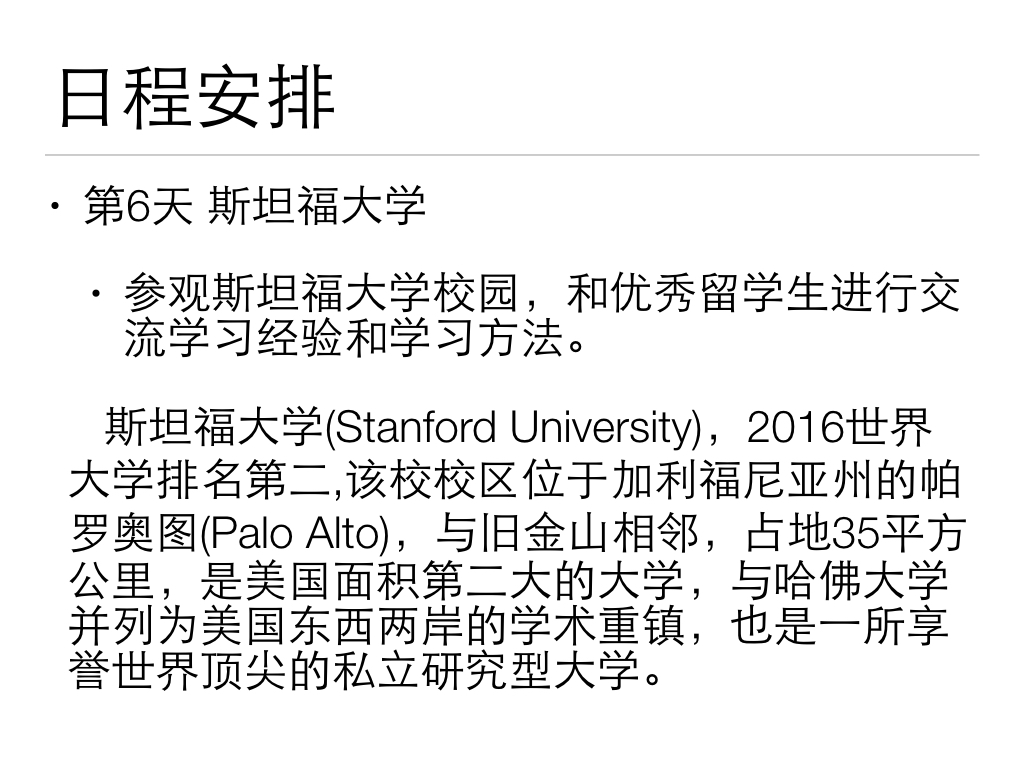 日程安排
• 第6天 斯坦福大学
• 参观斯坦福大学校园，和优秀留学生进行交
流学习经验和学习方法。
斯坦福大学(Stanford University)，2016世界
大学排名第二,该校校区位于加利福尼亚州的帕
罗奥图(Palo Alto)，与旧金山相邻，占地35平方
公里，是美国面积第二大的大学，与哈佛大学
并列为美国东西两岸的学术重镇，也是一所享
誉世界顶尖的私立研究型大学。